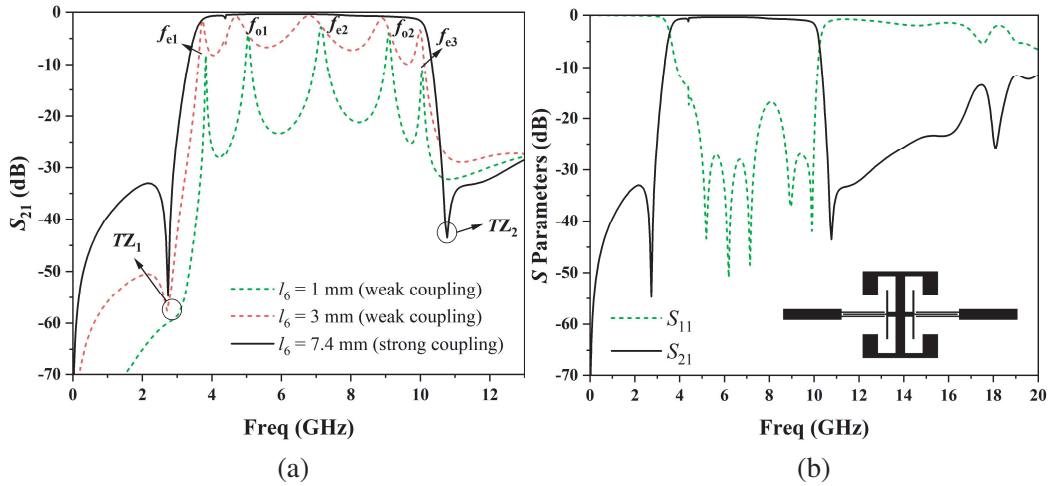 0
-10
-20
-30
-40
-50
-60
-70
S21 (dB)
0 2 4 6 8 10 12
Freq (GHz)
fe1
fo1
fe2
fo2
fe3
TZ1
TZ2
l6 = 1 mm (weak coupling)
l6 = 3 mm (weak coupling)
l6 = 7.4 mm (strong coupling)
(a)
0
-10
-20
-30
-40
-50
-60
-70
S Parameters (dB)
S11
S21
0 2 4 6 8 10 12 14 16 18 20
Freq (GHz)
(b)